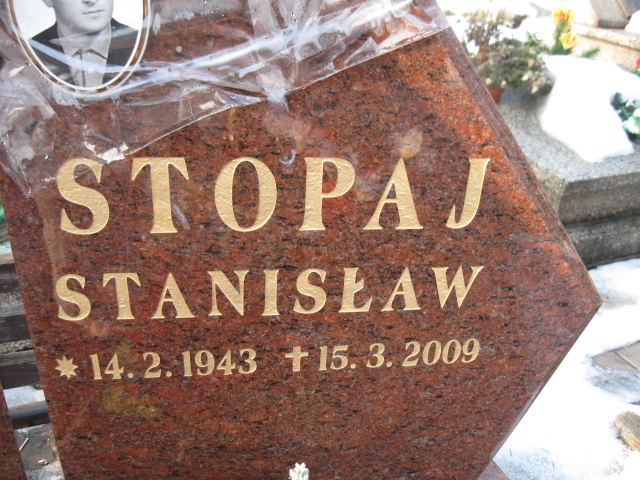 STOPAJ
STANISŁAW
✷ 14. 2. 1943 ✝ 15. 3. 2009